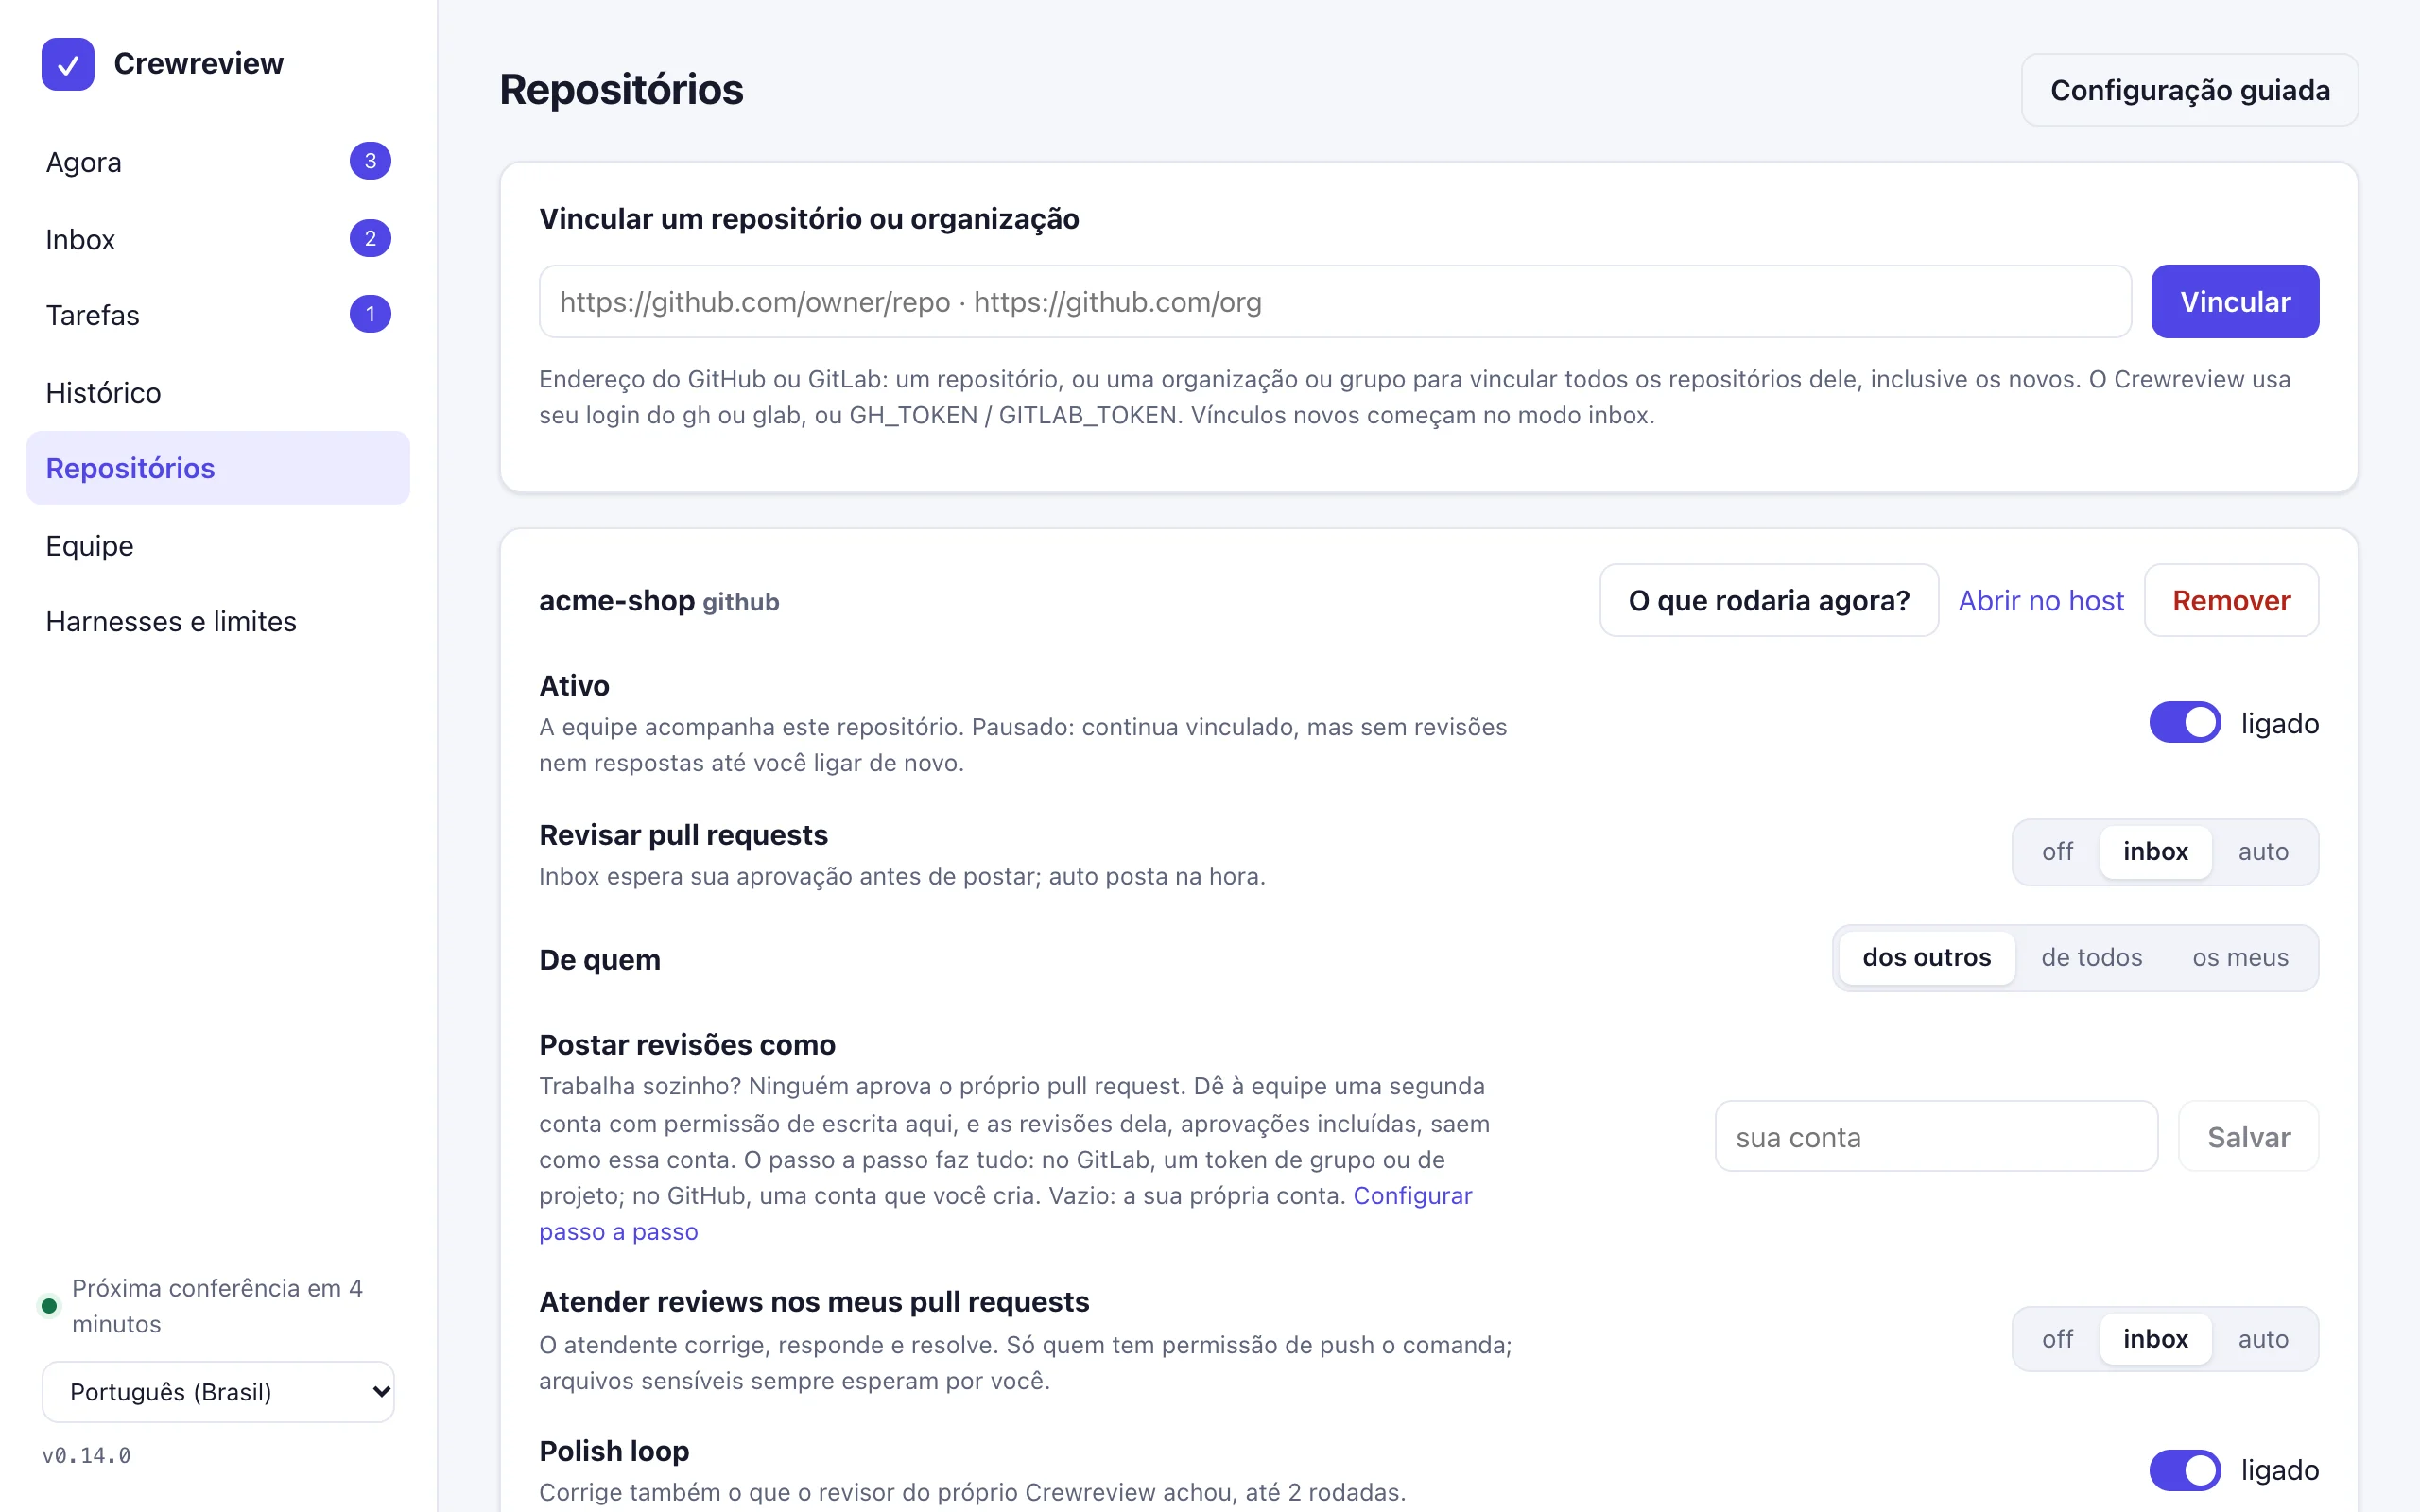 Crewreview
Agora 3
Inbox 2
Tarefas 1
Histórico
Repositórios
Equipe
Harnesses e limites
Próxima conferência em 4
minutos
Português (Brasil)
v0.14.0
Repositórios
Configuração guiada
Vincular um repositório ou organização
https://github.com/owner/repo · https://github.com/org
Vincular
Endereço do GitHub ou GitLab: um repositório, ou uma organização ou grupo para vincular todos os repositórios dele, inclusive os novos. O Crewreview usa
seu login do gh ou glab, ou GH_TOKEN / GITLAB_TOKEN. Vínculos novos começam no modo inbox.
acme-shop github
O que rodaria agora? Abrir no host Remover
Ativo
A equipe acompanha este repositório. Pausado: continua vinculado, mas sem revisões
nem respostas até você ligar de novo.
ligado
Revisar pull requests
Inbox espera sua aprovação antes de postar; auto posta na hora.
off inbox auto
De quem
dos outros de todos os meus
Postar revisões como
Trabalha sozinho? Ninguém aprova o próprio pull request. Dê à equipe uma segunda
conta com permissão de escrita aqui, e as revisões dela, aprovações incluídas, saem
como essa conta. O passo a passo faz tudo: no GitLab, um token de grupo ou de
projeto; no GitHub, uma conta que você cria. Vazio: a sua própria conta. Configurar
passo a passo
sua conta
Salvar
Atender reviews nos meus pull requests
O atendente corrige, responde e resolve. Só quem tem permissão de push o comanda;
arquivos sensíveis sempre esperam por você.
off inbox auto
Polish loop
Corrige também o que o revisor do próprio Crewreview achou, até 2 rodadas.
ligado